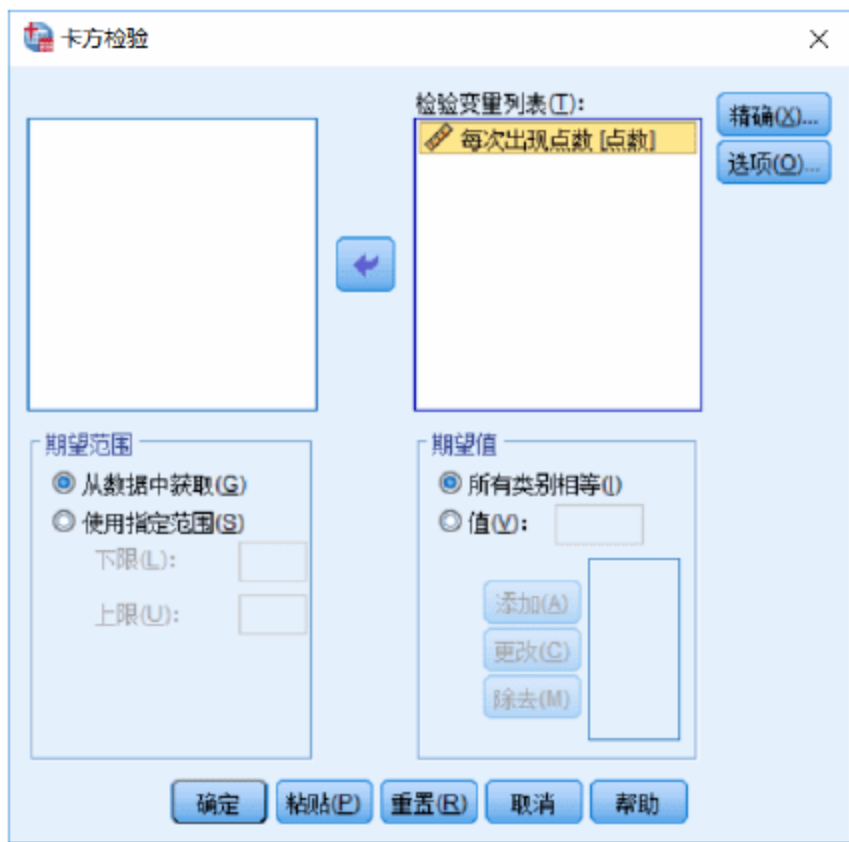 卡方检验
检验变量列表(T):
每次出现点数 [点数]
精确(X)...
选项(O)...
期望范围
从数据中获取(G)
使用指定范围(S)
下限(L):
上限(U):
期望值
所有类别相等(I)
值(V):
添加(A)
更改(C)
除去(M)
确定 粘贴(P) 重置(R) 取消 帮助